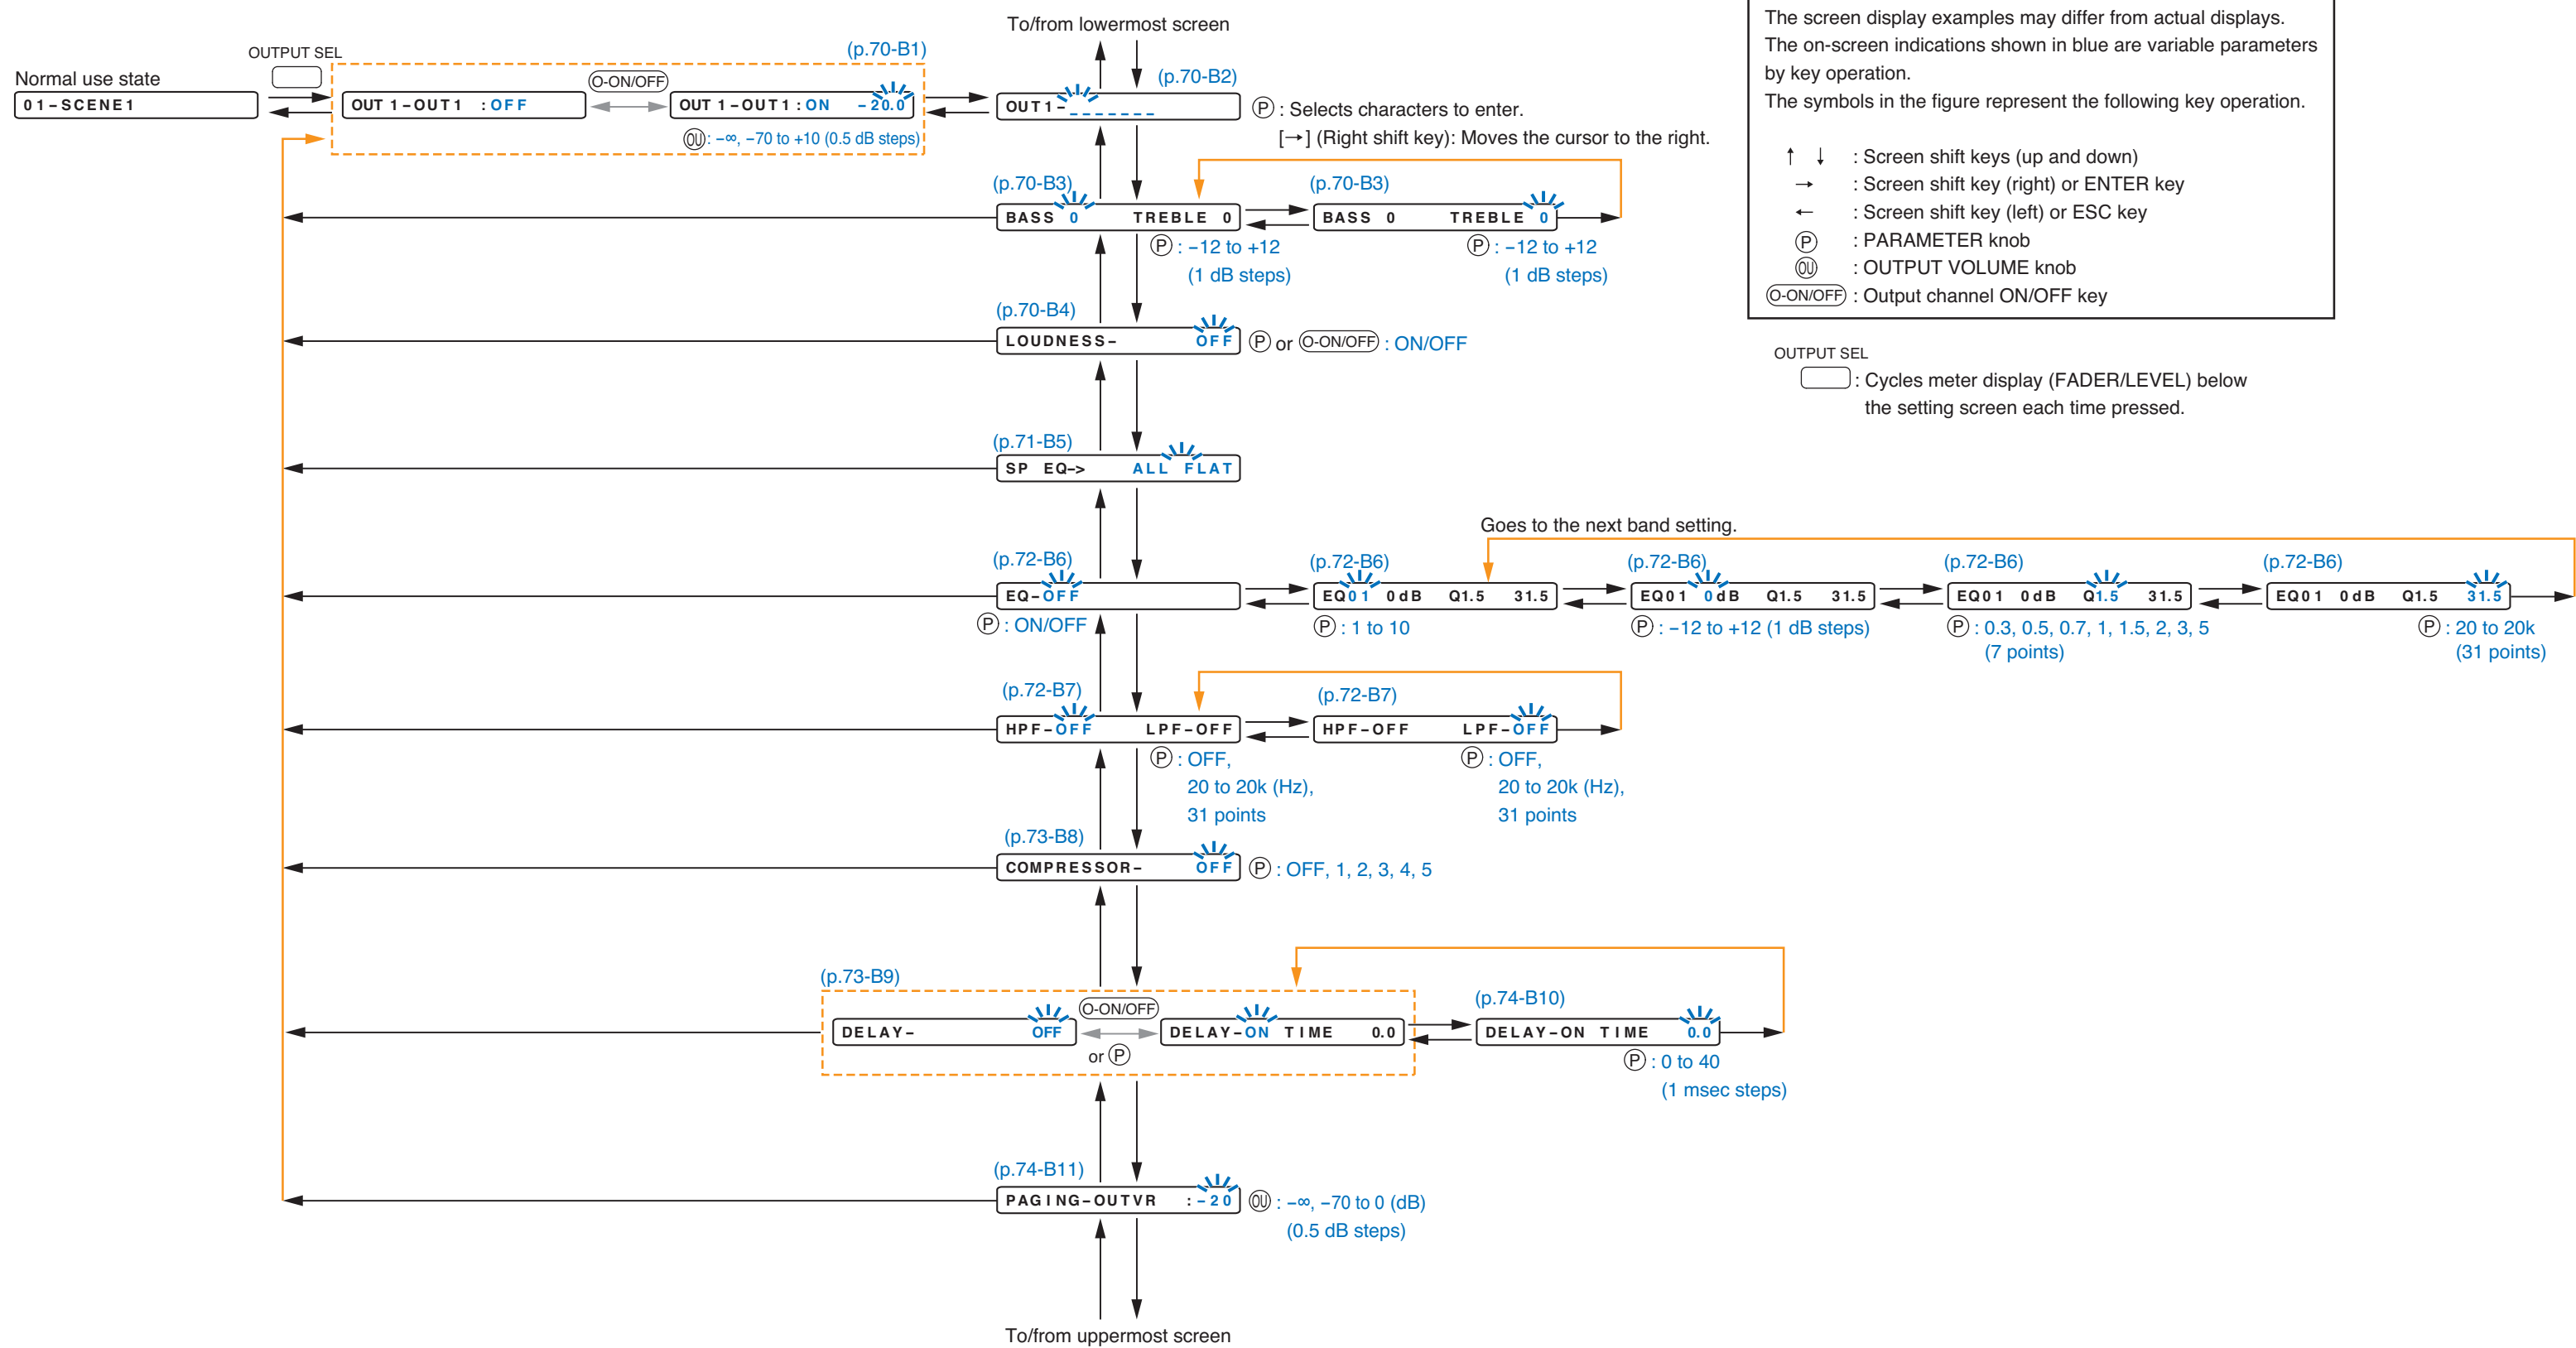 To/from lowermost screen
The screen display examples may differ from actual displays.
The on-screen indications shown in blue are variable parameters
by key operation.
The symbols in the figure represent the following key operation.
↑ ↓ : Screen shift keys (up and down)
→ : Screen shift key (right) or ENTER key
← : Screen shift key (left) or ESC key
Ⓟ : PARAMETER knob
OU : OUTPUT VOLUME knob
O-ON/OFF : Output channel ON/OFF key
OUTPUT SEL
: Cycles meter display (FADER/LEVEL) below
the setting screen each time pressed.
Normal use state
01-SCENE1
OUTPUT SEL
(p.70-B1)
OUT 1-OUT1 :OFF
O-ON/OFF
OUT 1-OUT1:ON -20.0
OU: −∞, −70 to +10 (0.5 dB steps)
(p.70-B2)
OUT1-_______
Ⓟ : Selects characters to enter.
[→] (Right shift key): Moves the cursor to the right.
(p.70-B3)
BASS 0 TREBLE 0
Ⓟ : −12 to +12
(1 dB steps)
(p.70-B3)
BASS 0 TREBLE 0
Ⓟ : −12 to +12
(1 dB steps)
(p.70-B4)
LOUDNESS- OFF
Ⓟ or O-ON/OFF : ON/OFF
(p.71-B5)
SP EQ-> ALL FLAT
Goes to the next band setting.
(p.72-B6)
EQ-OFF
Ⓟ : ON/OFF
(p.72-B6)
EQ01 0dB Q1.5 31.5
Ⓟ : 1 to 10
(p.72-B6)
EQ01 0dB Q1.5 31.5
Ⓟ : −12 to +12 (1 dB steps)
(p.72-B6)
EQ01 0dB Q1.5 31.5
Ⓟ : 0.3, 0.5, 0.7, 1, 1.5, 2, 3, 5
(7 points)
(p.72-B6)
EQ01 0dB Q1.5 31.5
Ⓟ : 20 to 20k
(31 points)
(p.72-B7)
HPF-OFF LPF-OFF
Ⓟ : OFF,
20 to 20k (Hz),
31 points
(p.72-B7)
HPF-OFF LPF-OFF
Ⓟ : OFF,
20 to 20k (Hz),
31 points
(p.73-B8)
COMPRESSOR- OFF
Ⓟ : OFF, 1, 2, 3, 4, 5
(p.73-B9)
DELAY- OFF
O-ON/OFF
or Ⓟ
DELAY-ON TIME 0.0
(p.74-B10)
DELAY-ON TIME 0.0
Ⓟ : 0 to 40
(1 msec steps)
(p.74-B11)
PAGING-OUTVR :-20
OU : −∞, −70 to 0 (dB)
(0.5 dB steps)
To/from uppermost screen